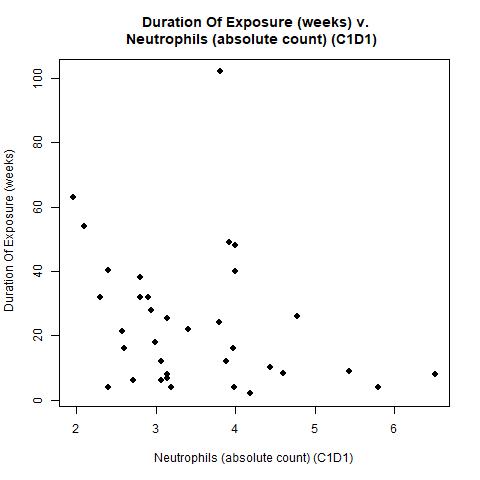 Duration Of Exposure (weeks) v.
Neutrophils (absolute count) (C1D1)
100
80
60
40
20
0
Duration Of Exposure (weeks)
2 3 4 5 6
Neutrophils (absolute count) (C1D1)